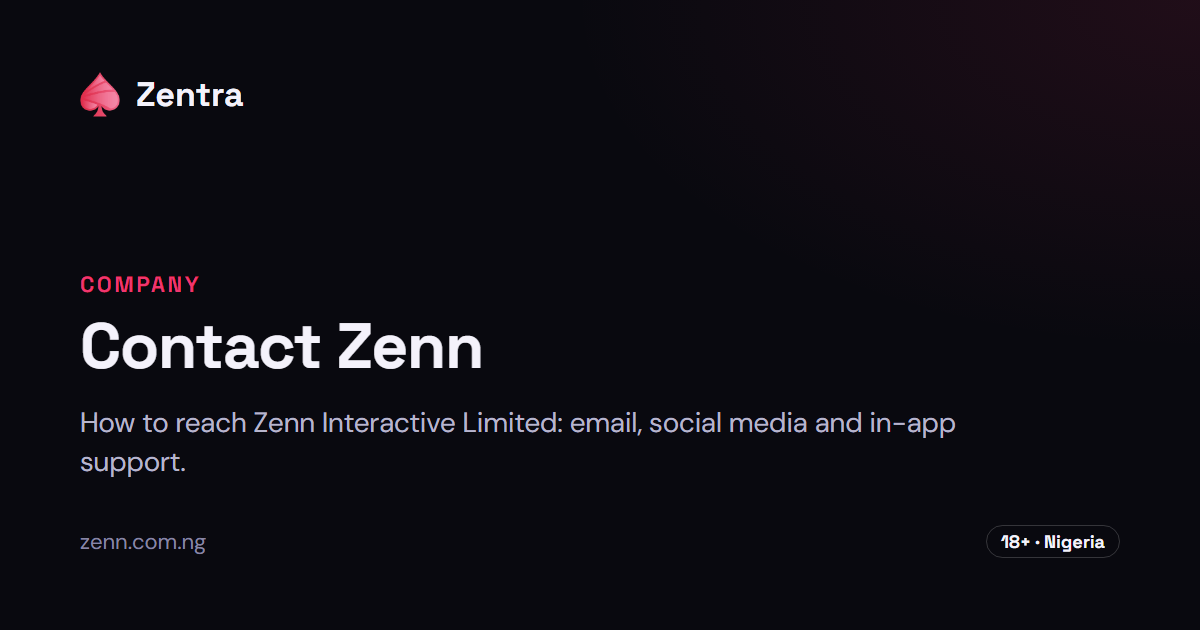 Zentra
COMPANY
Contact Zenn
How to reach Zenn Interactive Limited: email, social media and in-app
support.
zenn.com.ng
18+ · Nigeria